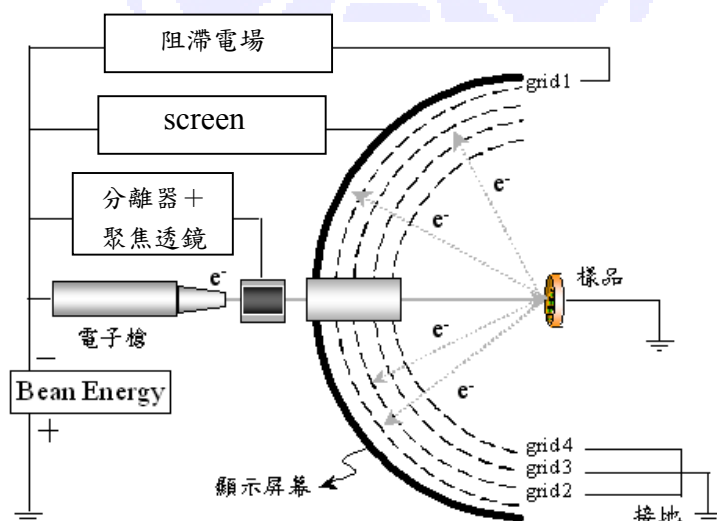 阻滯電場
grid1
screen
分離器＋
聚焦透鏡
e⁻
e⁻
e⁻
樣品
電子槍
e⁻
e⁻
−
Bean Energy
+
grid4
grid3
grid2
顯示屏幕
接地